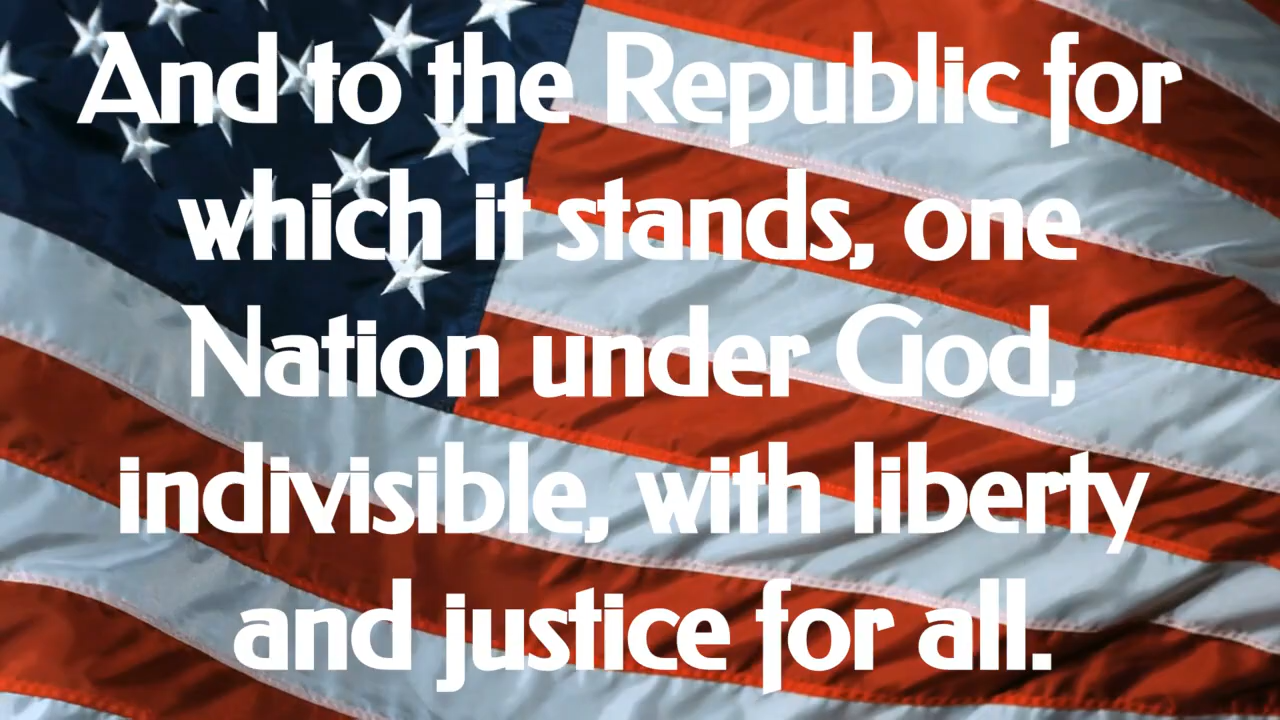 And to the Republic for
which it stands, one
Nation under God,
indivisible, with liberty
and justice for all.